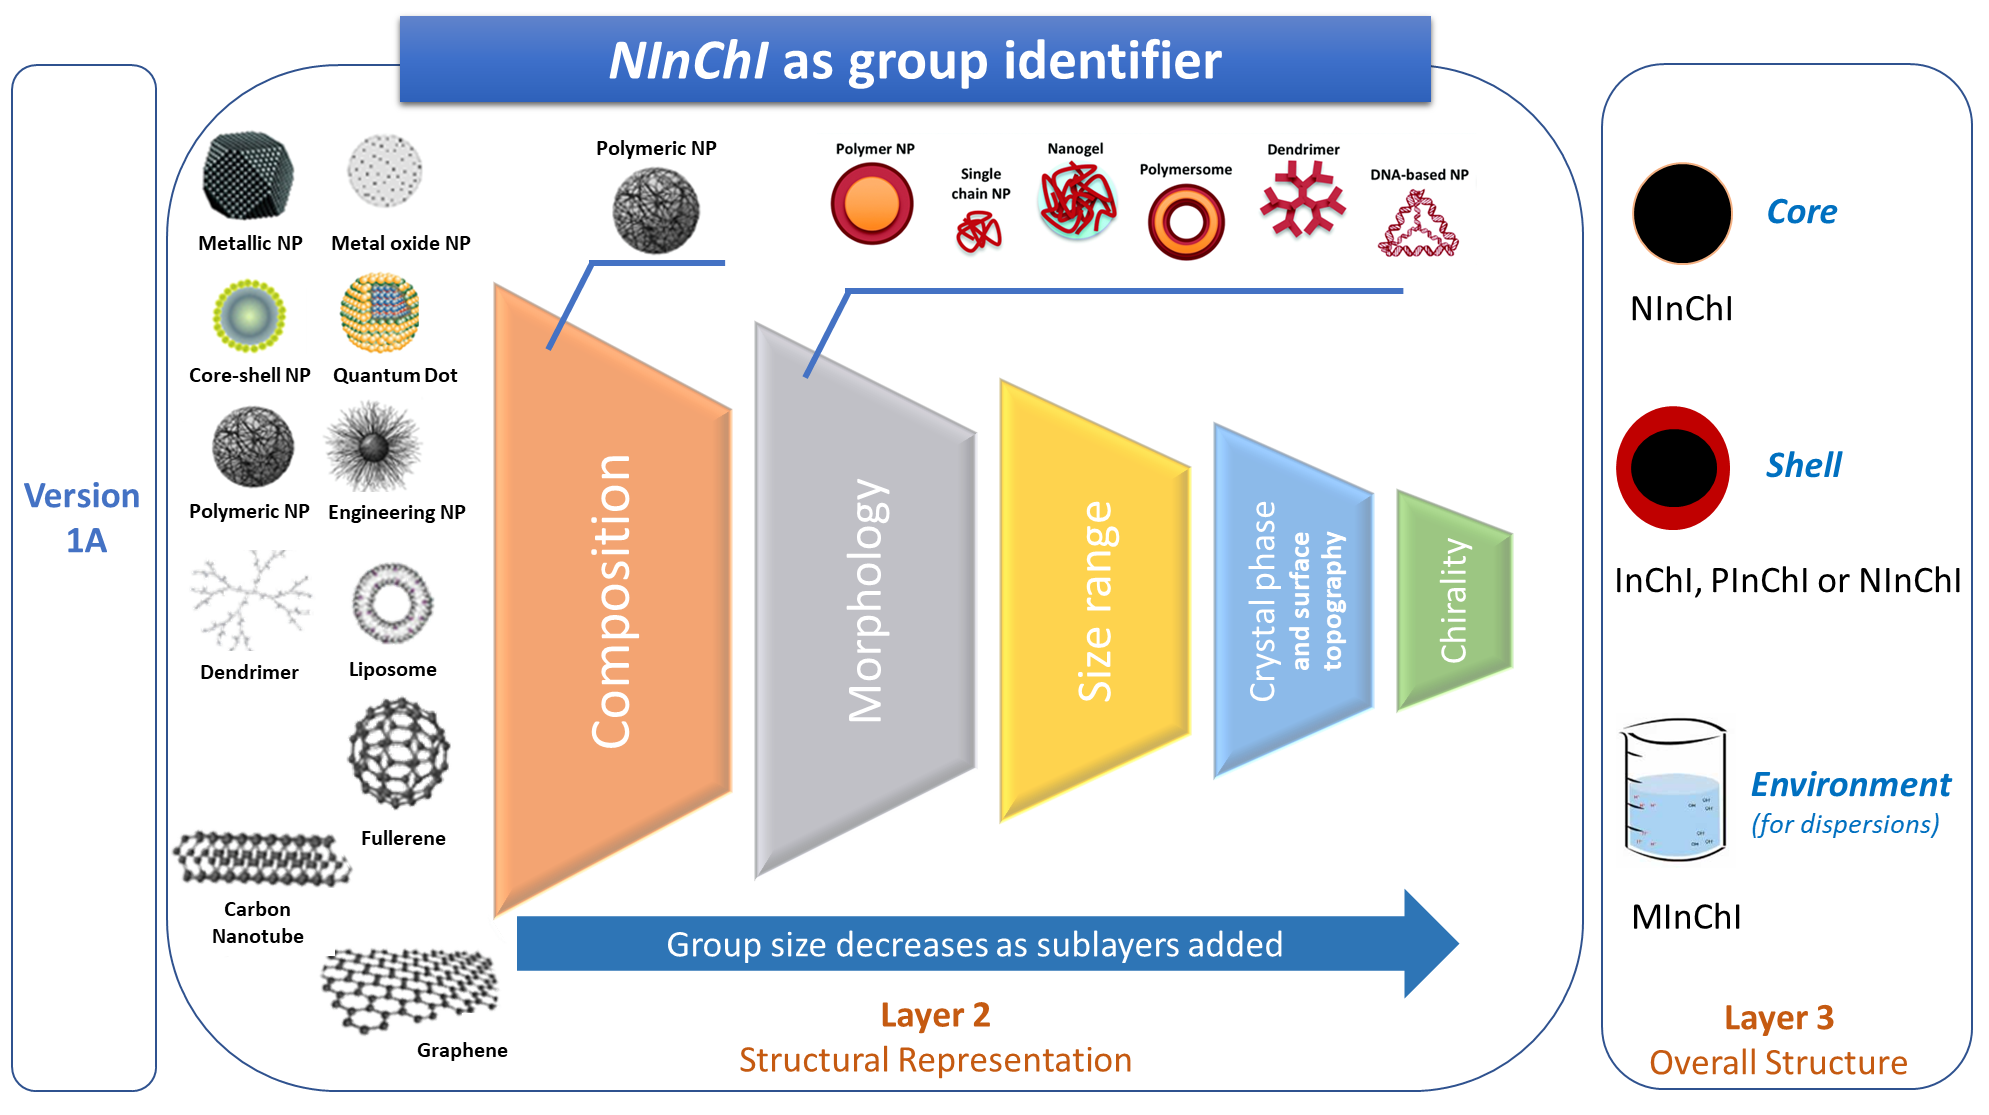 NInChI as group identifier
Version
1A
Metallic NP
Metal oxide NP
Core-shell NP
Quantum Dot
Polymeric NP
Engineering NP
Dendrimer
Liposome
Fullerene
Carbon
Nanotube
Graphene
Polymeric NP
Polymer NP
Single
chain NP
Nanogel
Polymersome
Dendrimer
DNA-based NP
Composition
Morphology
Size range
Crystal phase
and surface
topography
Chirality
Group size decreases as sublayers added
Layer 2
Structural Representation
Core
NInChI
Shell
InChI, PInChI or NInChI
Environment
(for dispersions)
MInChI
Layer 3
Overall Structure